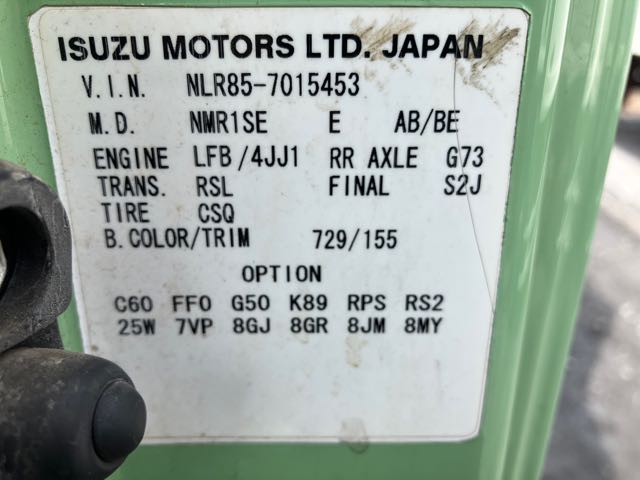 ISUZU MOTORS LTD. JAPAN
V.I.N. NLR85-7015453
M.D. NMR1SE E AB/BE
ENGINE LFB/4JJ1 RR AXLE G73
TRANS. RSL FINAL S2J
TIRE CSQ
B.COLOR/TRIM 729/155
OPTION
C60 FF0 G50 K89 RPS RS2
25W 7VP 8GJ 8GR 8JM 8MY